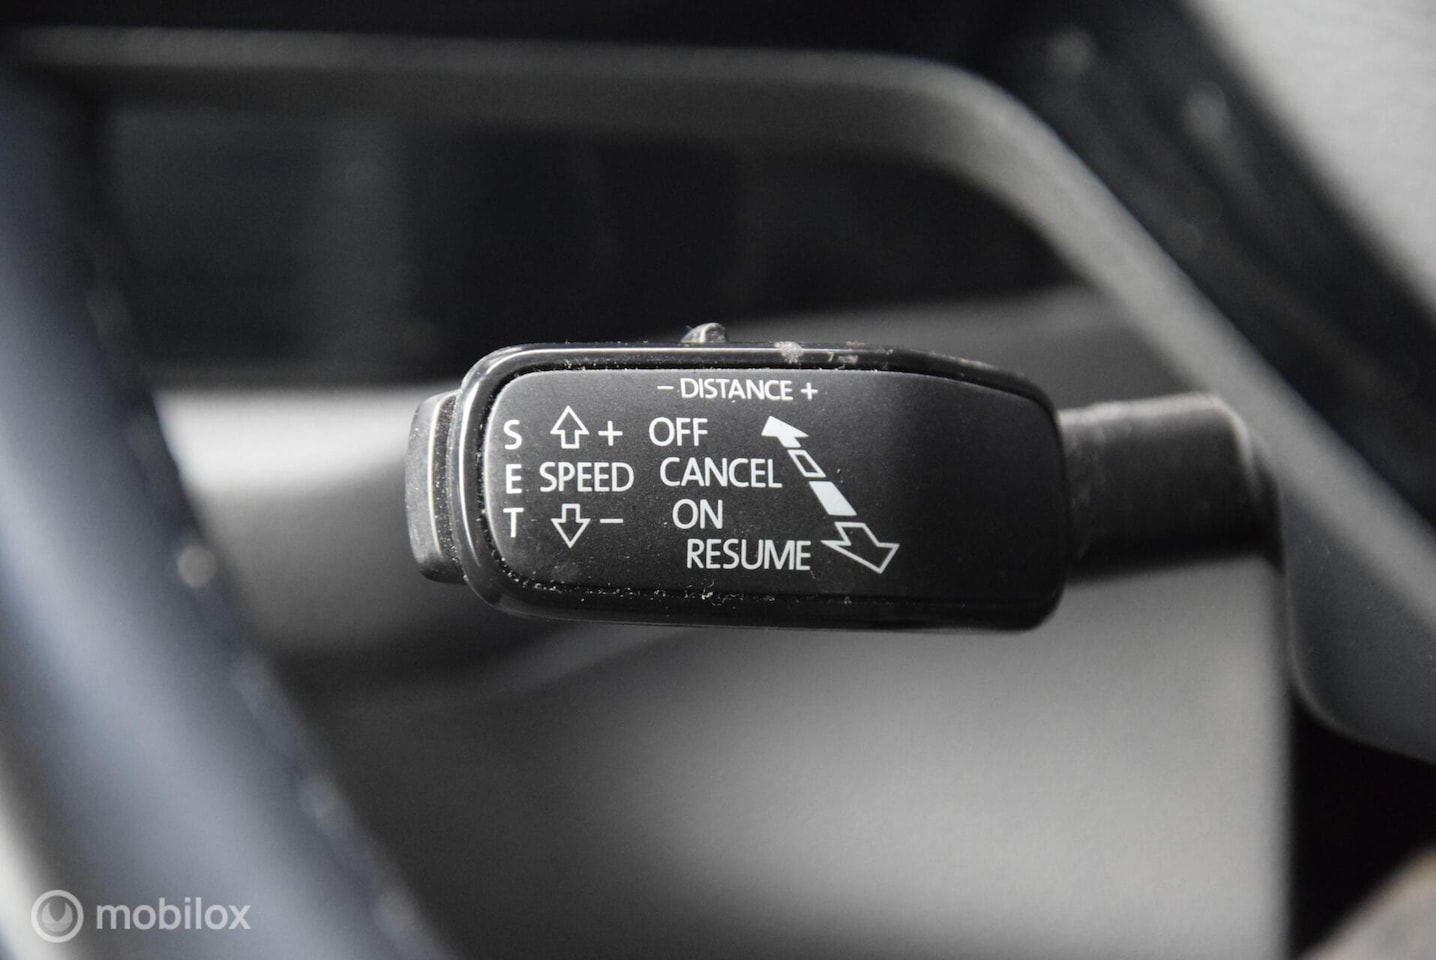 – DISTANCE +
S + OFF
E SPEED CANCEL
T – ON
RESUME
mobilox